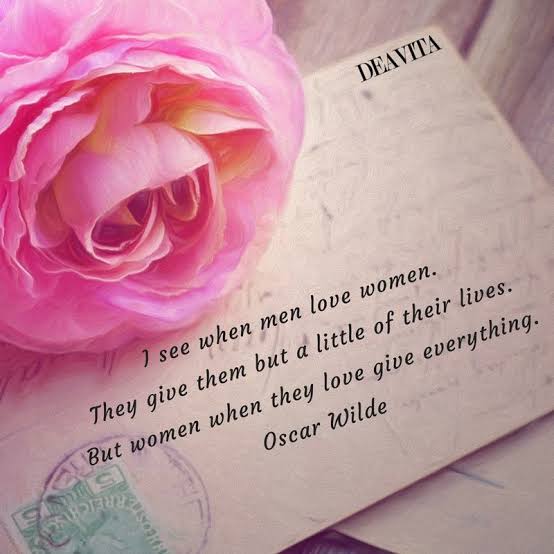 DEAVITA
I see when men love women.
They give them but a little of their lives.
But women when they love give everything.
Oscar Wilde